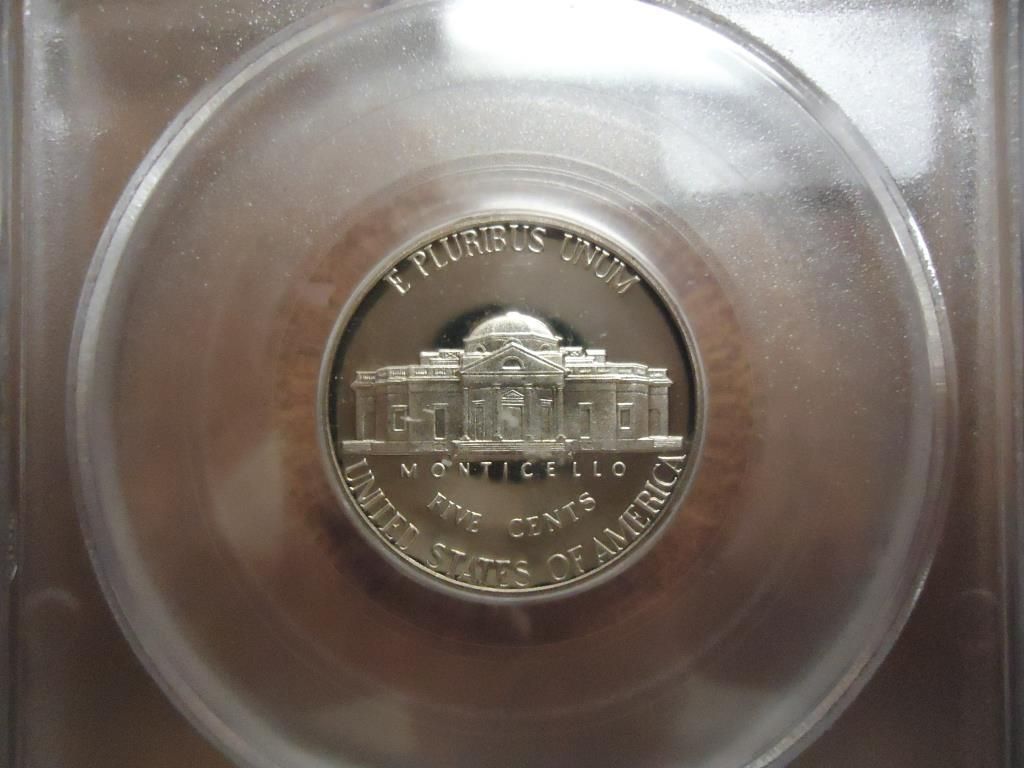 E PLURIBUS UNUM
MONTICELLO
FIVE CENTS
UNITED STATES OF AMERICA